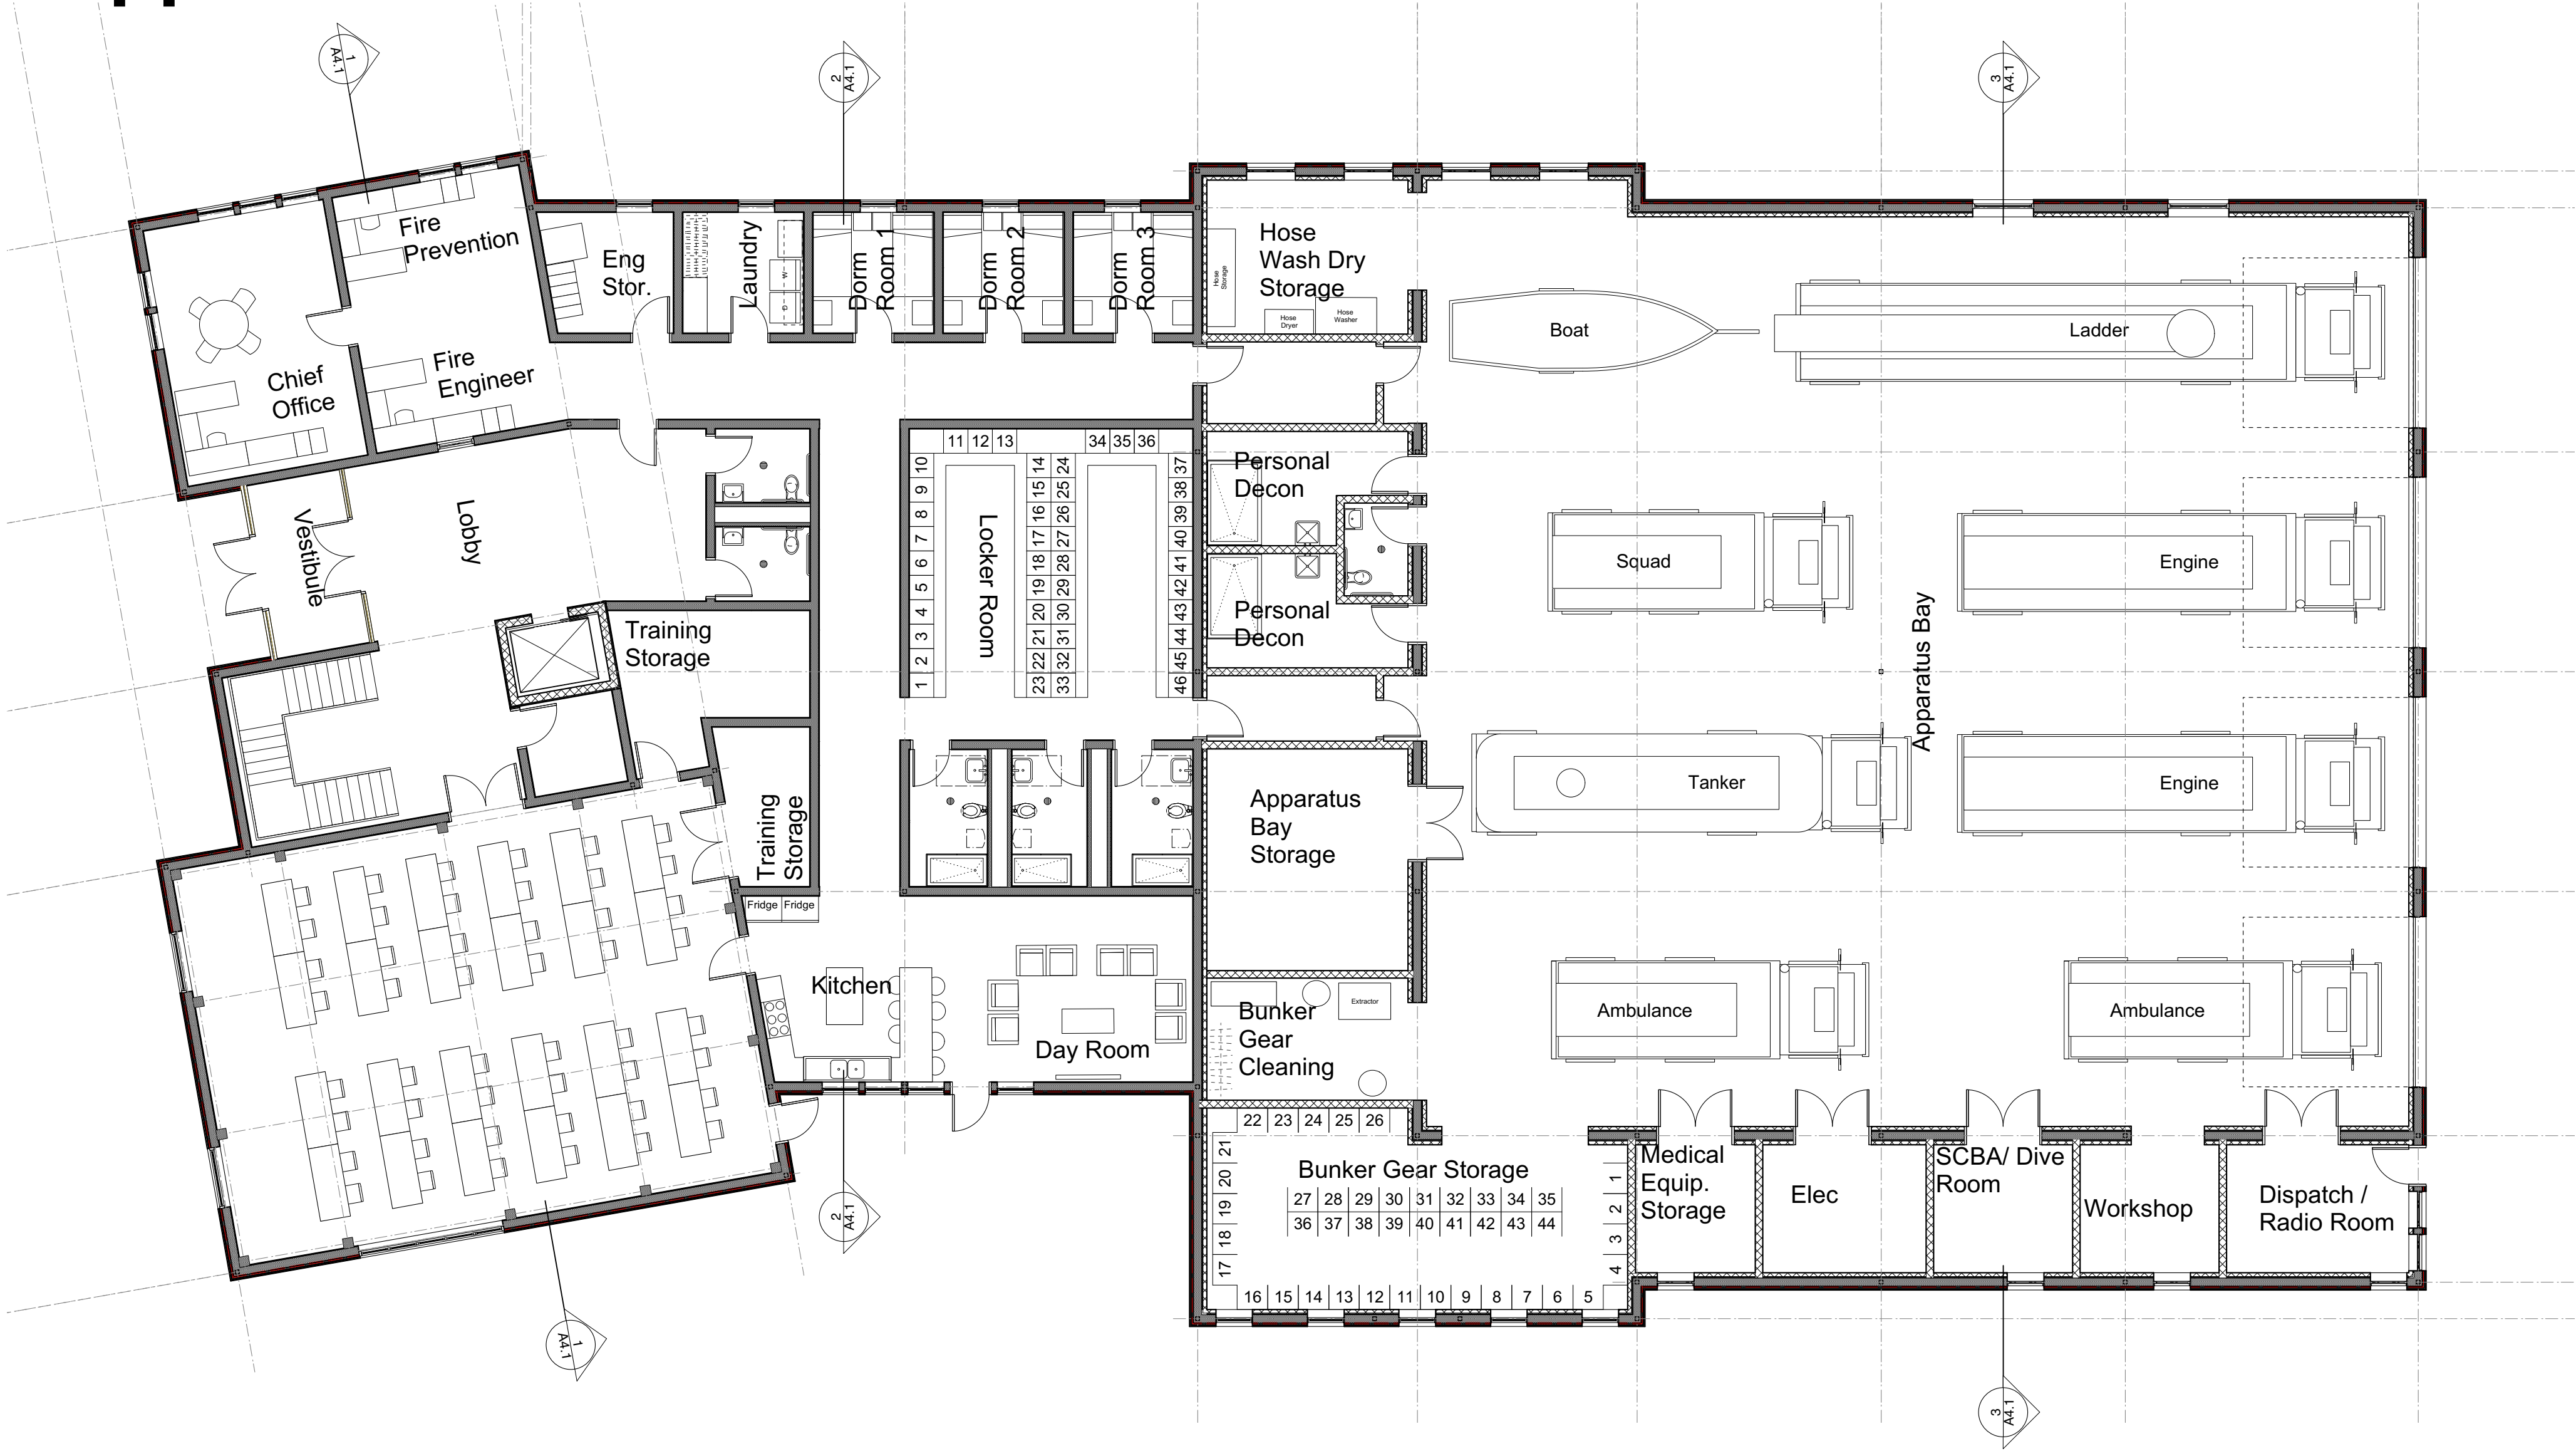 1
A4.1
2
A4.1
3
A4.1
Fire
Prevention
Chief
Office
Fire
Engineer
Eng
Stor.
Laundry
W
Dorm
Room 1
Dorm
Room 2
Dorm
Room 3
Hose
Wash Dry
Storage
Hose
Storage
Hose
Dryer
Hose
Washer
Boat
Ladder
Vestibule
Lobby
11 12 13
34 35 36
10
9
8
7
6
5
4
3
2
1
Locker Room
14 24
15 25
16 26
17 27
18 28
19 29
20 30
21 31
22 32
23 33
37
38
39
40
41
42
43
44
45
46
Personal
Decon
Personal
Decon
Squad
Engine
Training
Storage
Training
Storage
Apparatus Bay
Tanker
Engine
Apparatus
Bay
Storage
Fridge Fridge
Kitchen
Day Room
Bunker
Gear
Cleaning
Extractor
Ambulance
Ambulance
22 23 24 25 26
21
20
19
18
17
Bunker Gear Storage
27 28 29 30 31 32 33 34 35
36 37 38 39 40 41 42 43 44
1
2
3
4
16 15 14 13 12 11 10 9 8 7 6 5
Medical
Equip.
Storage
Elec
SCBA/ Dive
Room
Workshop
Dispatch /
Radio Room
2
A4.1
1
A4.1
3
A4.1